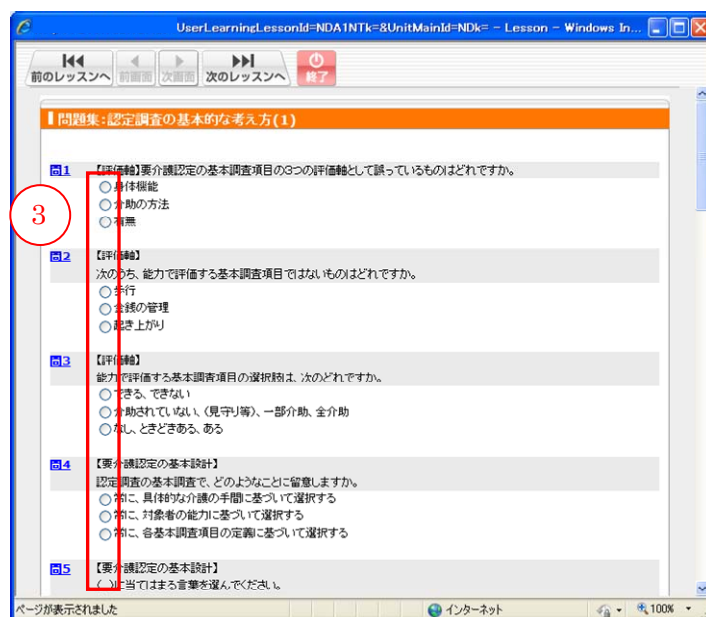 UserLearningLessonId=NDA1NTk=&UnitMainId=NDk= - Lesson - Windows In...
前のレッスンへ 前画面 次画面 次のレッスンへ 終了
問題集:認定調査の基本的な考え方(1)
問1 【評価軸】要介護認定の基本調査項目の3つの評価軸として誤っているものはどれですか。
身体機能
介助の方法
有無
3
問2 【評価軸】
次のうち、能力で評価する基本調査項目ではないものはどれですか。
歩行
金銭の管理
起き上がり
問3 【評価軸】
能力で評価する基本調査項目の選択肢は、次のどれですか。
できる、できない
介助されていない、(見守り等)、一部介助、全介助
なし、ときどきある、ある
問4 【要介護認定の基本設計】
認定調査の基本調査で、どのようなことに留意しますか。
常に、具体的な介護の手間に基づいて選択する
常に、対象者の能力に基づいて選択する
常に、各基本調査項目の定義に基づいて選択する
問5 【要介護認定の基本設計】
( )に当てはまる言葉を選んでください。
ページが表示されました インターネット 100%